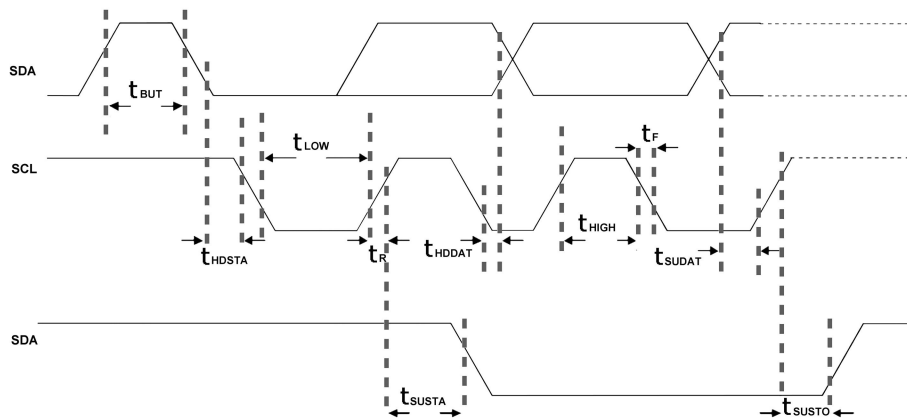 SDA
tBUT
tF
tLOW
SCL
tHDSTA
tR
tHDDAT
tHIGH
tSUDAT
SDA
tSUSTA
tSUSTO